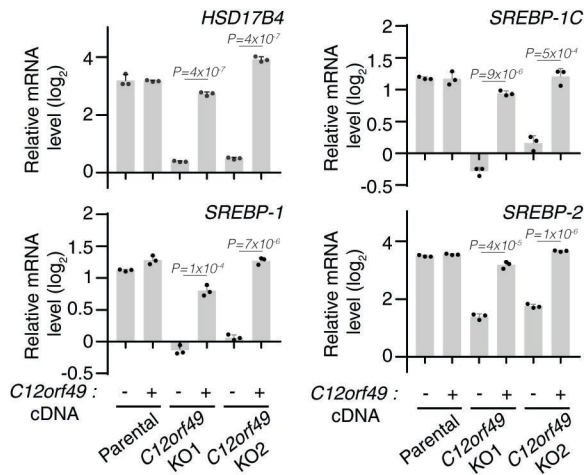 HSD17B4
Relative mRNA
level (log2)
4
2
0
P=4x10-7
P=4x10-7
SREBP-1C
Relative mRNA
level (log2)
2
1.5
1
0.5
0
-0.5
P=9x10-6
P=5x10-4
SREBP-1
Relative mRNA
level (log2)
2
1.5
1
0.5
0
-0.5
P=1x10-4
P=7x10-6
SREBP-2
Relative mRNA
level (log2)
5
4
3
2
1
0
P=4x10-5
P=1x10-6
C12orf49 :
cDNA
- + - + - +
Parental
C12orf49
KO1
C12orf49
KO2
C12orf49 :
cDNA
- + - + - +
Parental
C12orf49
KO1
C12orf49
KO2